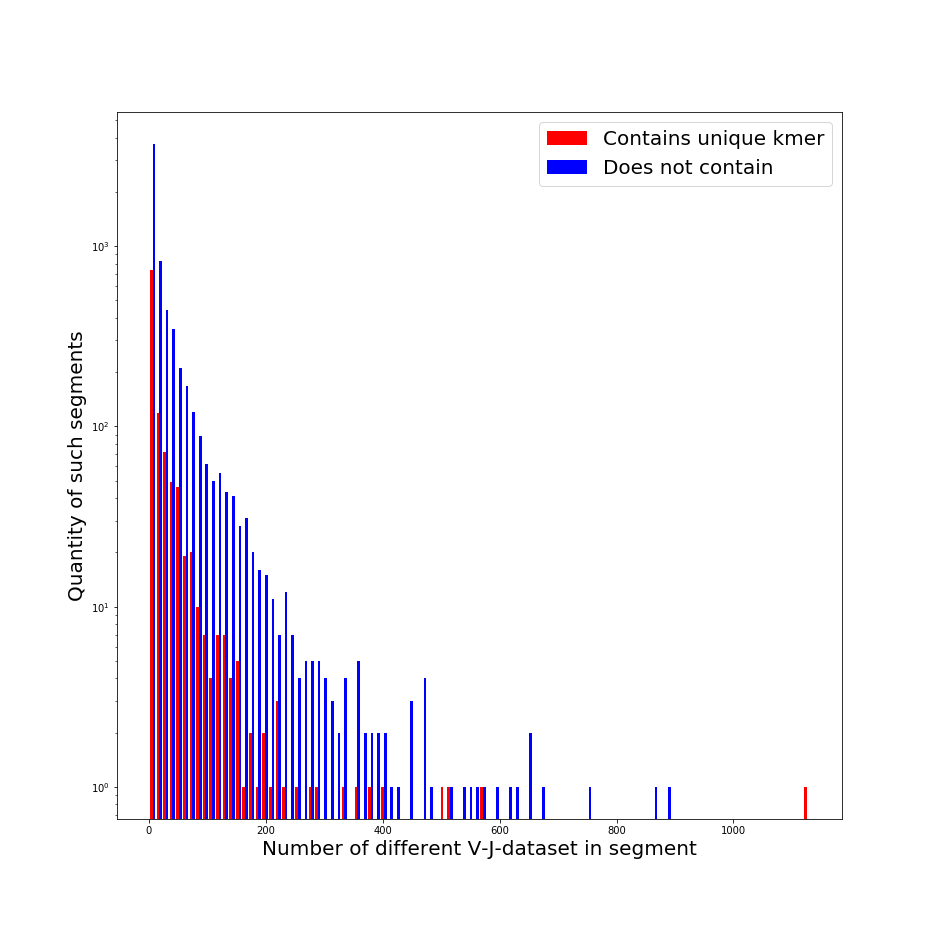 Contains unique kmer
Does not contain
10³
10²
10¹
10⁰
Quantity of such segments
0 200 400 600 800 1000
Number of different V-J-dataset in segment